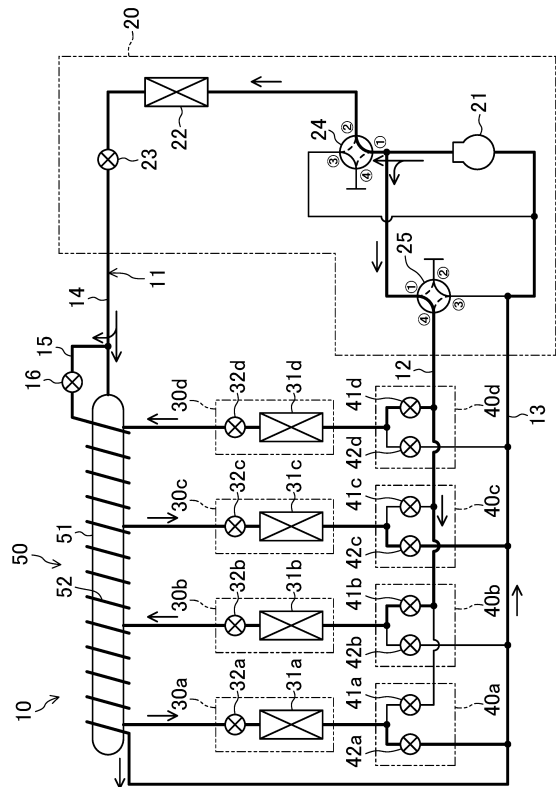 20
22
23
24
21
①
②
③
④
25
①
②
③
④
11
14
15
16
12
13
30d
32d
31d
41d
42d
40d
30c
32c
31c
41c
42c
40c
51
50
52
30b
32b
31b
41b
42b
40b
30a
32a
31a
41a
42a
40a
10